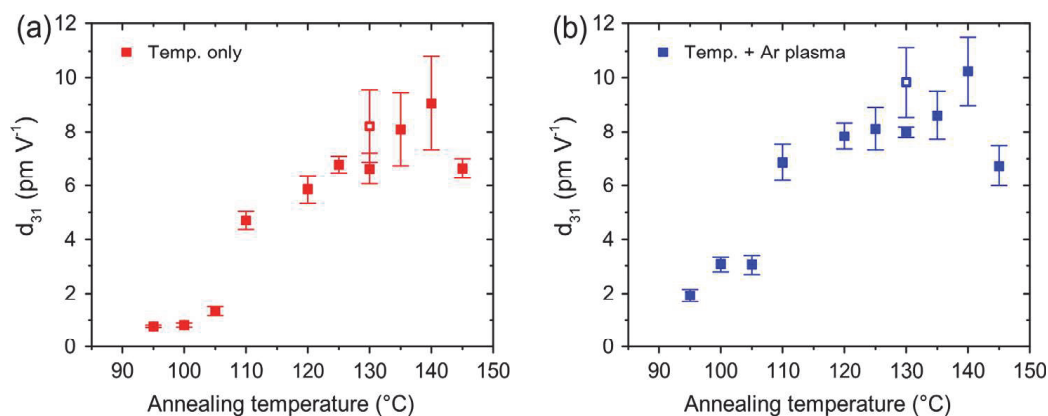 (a)
Temp. only
12
10
8
6
4
2
0
d31 (pm V-1)
90 100 110 120 130 140 150
Annealing temperature (°C)
(b)
Temp. + Ar plasma
12
10
8
6
4
2
0
d31 (pm V-1)
90 100 110 120 130 140 150
Annealing temperature (°C)